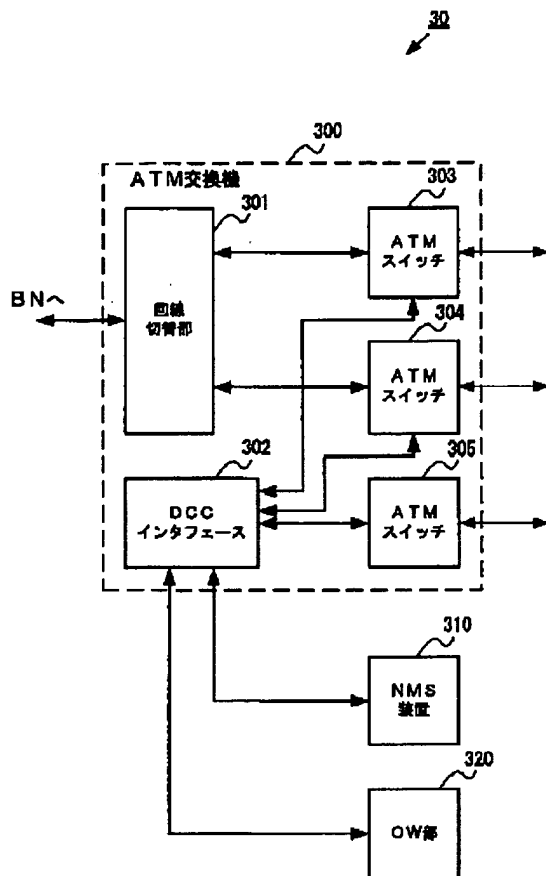 30
300
ATM交換機
301
303
ATM
スイッチ
BNへ
回線
切替部
304
ATM
スイッチ
302
305
DCC
インタフェース
ATM
スイッチ
310
NMS
装置
320
OW部